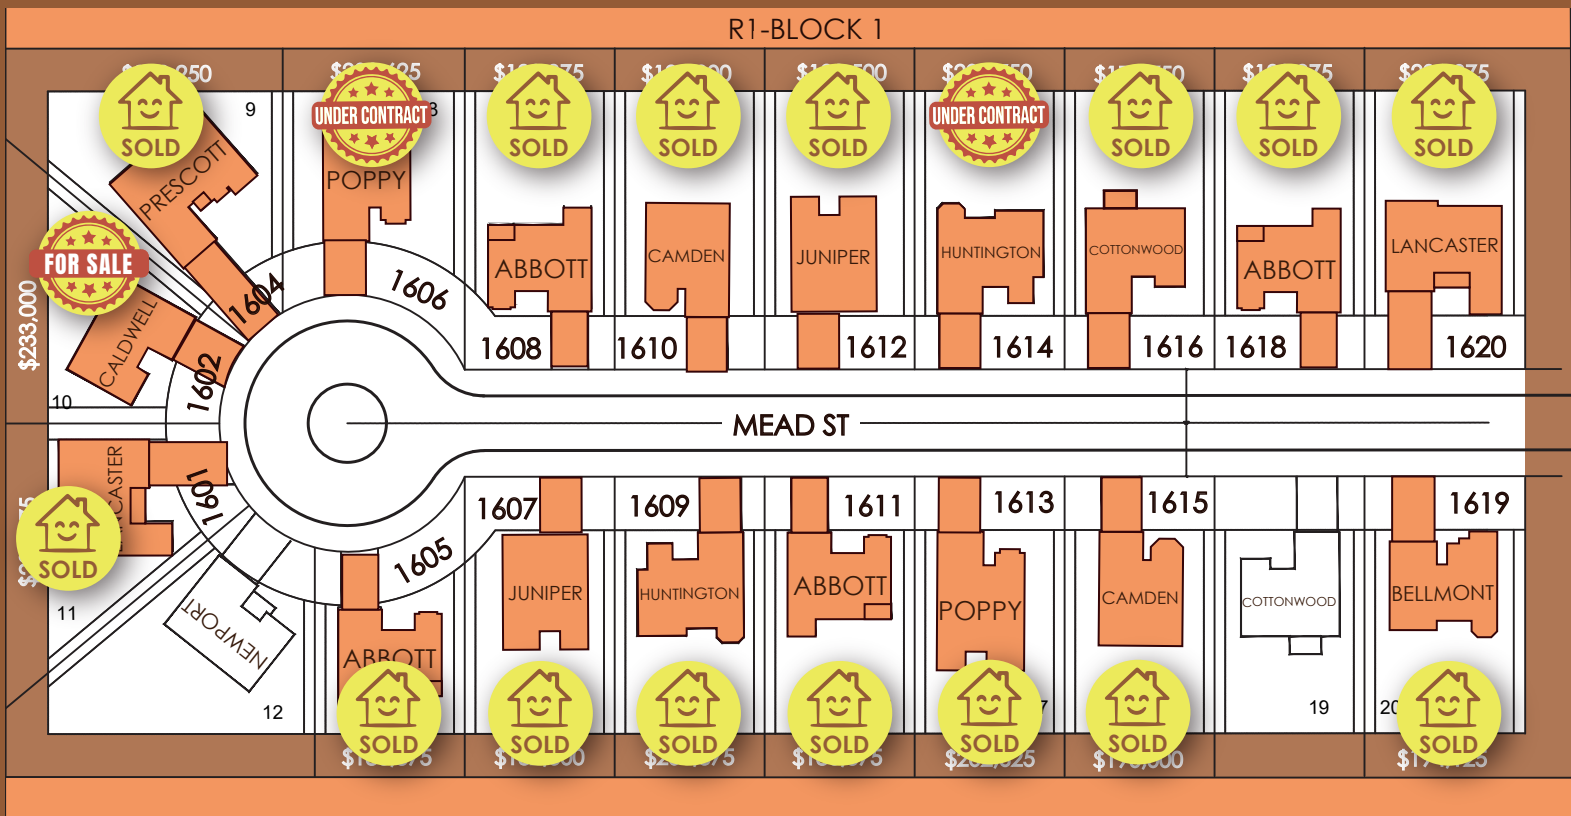 R1-BLOCK 1
9
SOLD
PRESCOTT
1604
UNDER CONTRACT
POPPY
1606
SOLD
ABBOTT
1608
SOLD
CAMDEN
1610
SOLD
JUNIPER
1612
UNDER CONTRACT
HUNTINGTON
1614
SOLD
COTTONWOOD
1616
SOLD
ABBOTT
1618
SOLD
LANCASTER
1620
FOR SALE
$233,000
CALDWELL
1602
10
MEAD ST
1601
SOLD
11
NEWPORT
12
1605
ABBOTT
SOLD
1607
JUNIPER
SOLD
1609
HUNTINGTON
SOLD
1611
ABBOTT
SOLD
1613
POPPY
SOLD
1615
CAMDEN
SOLD
COTTONWOOD
19
1619
BELLMONT
20
SOLD